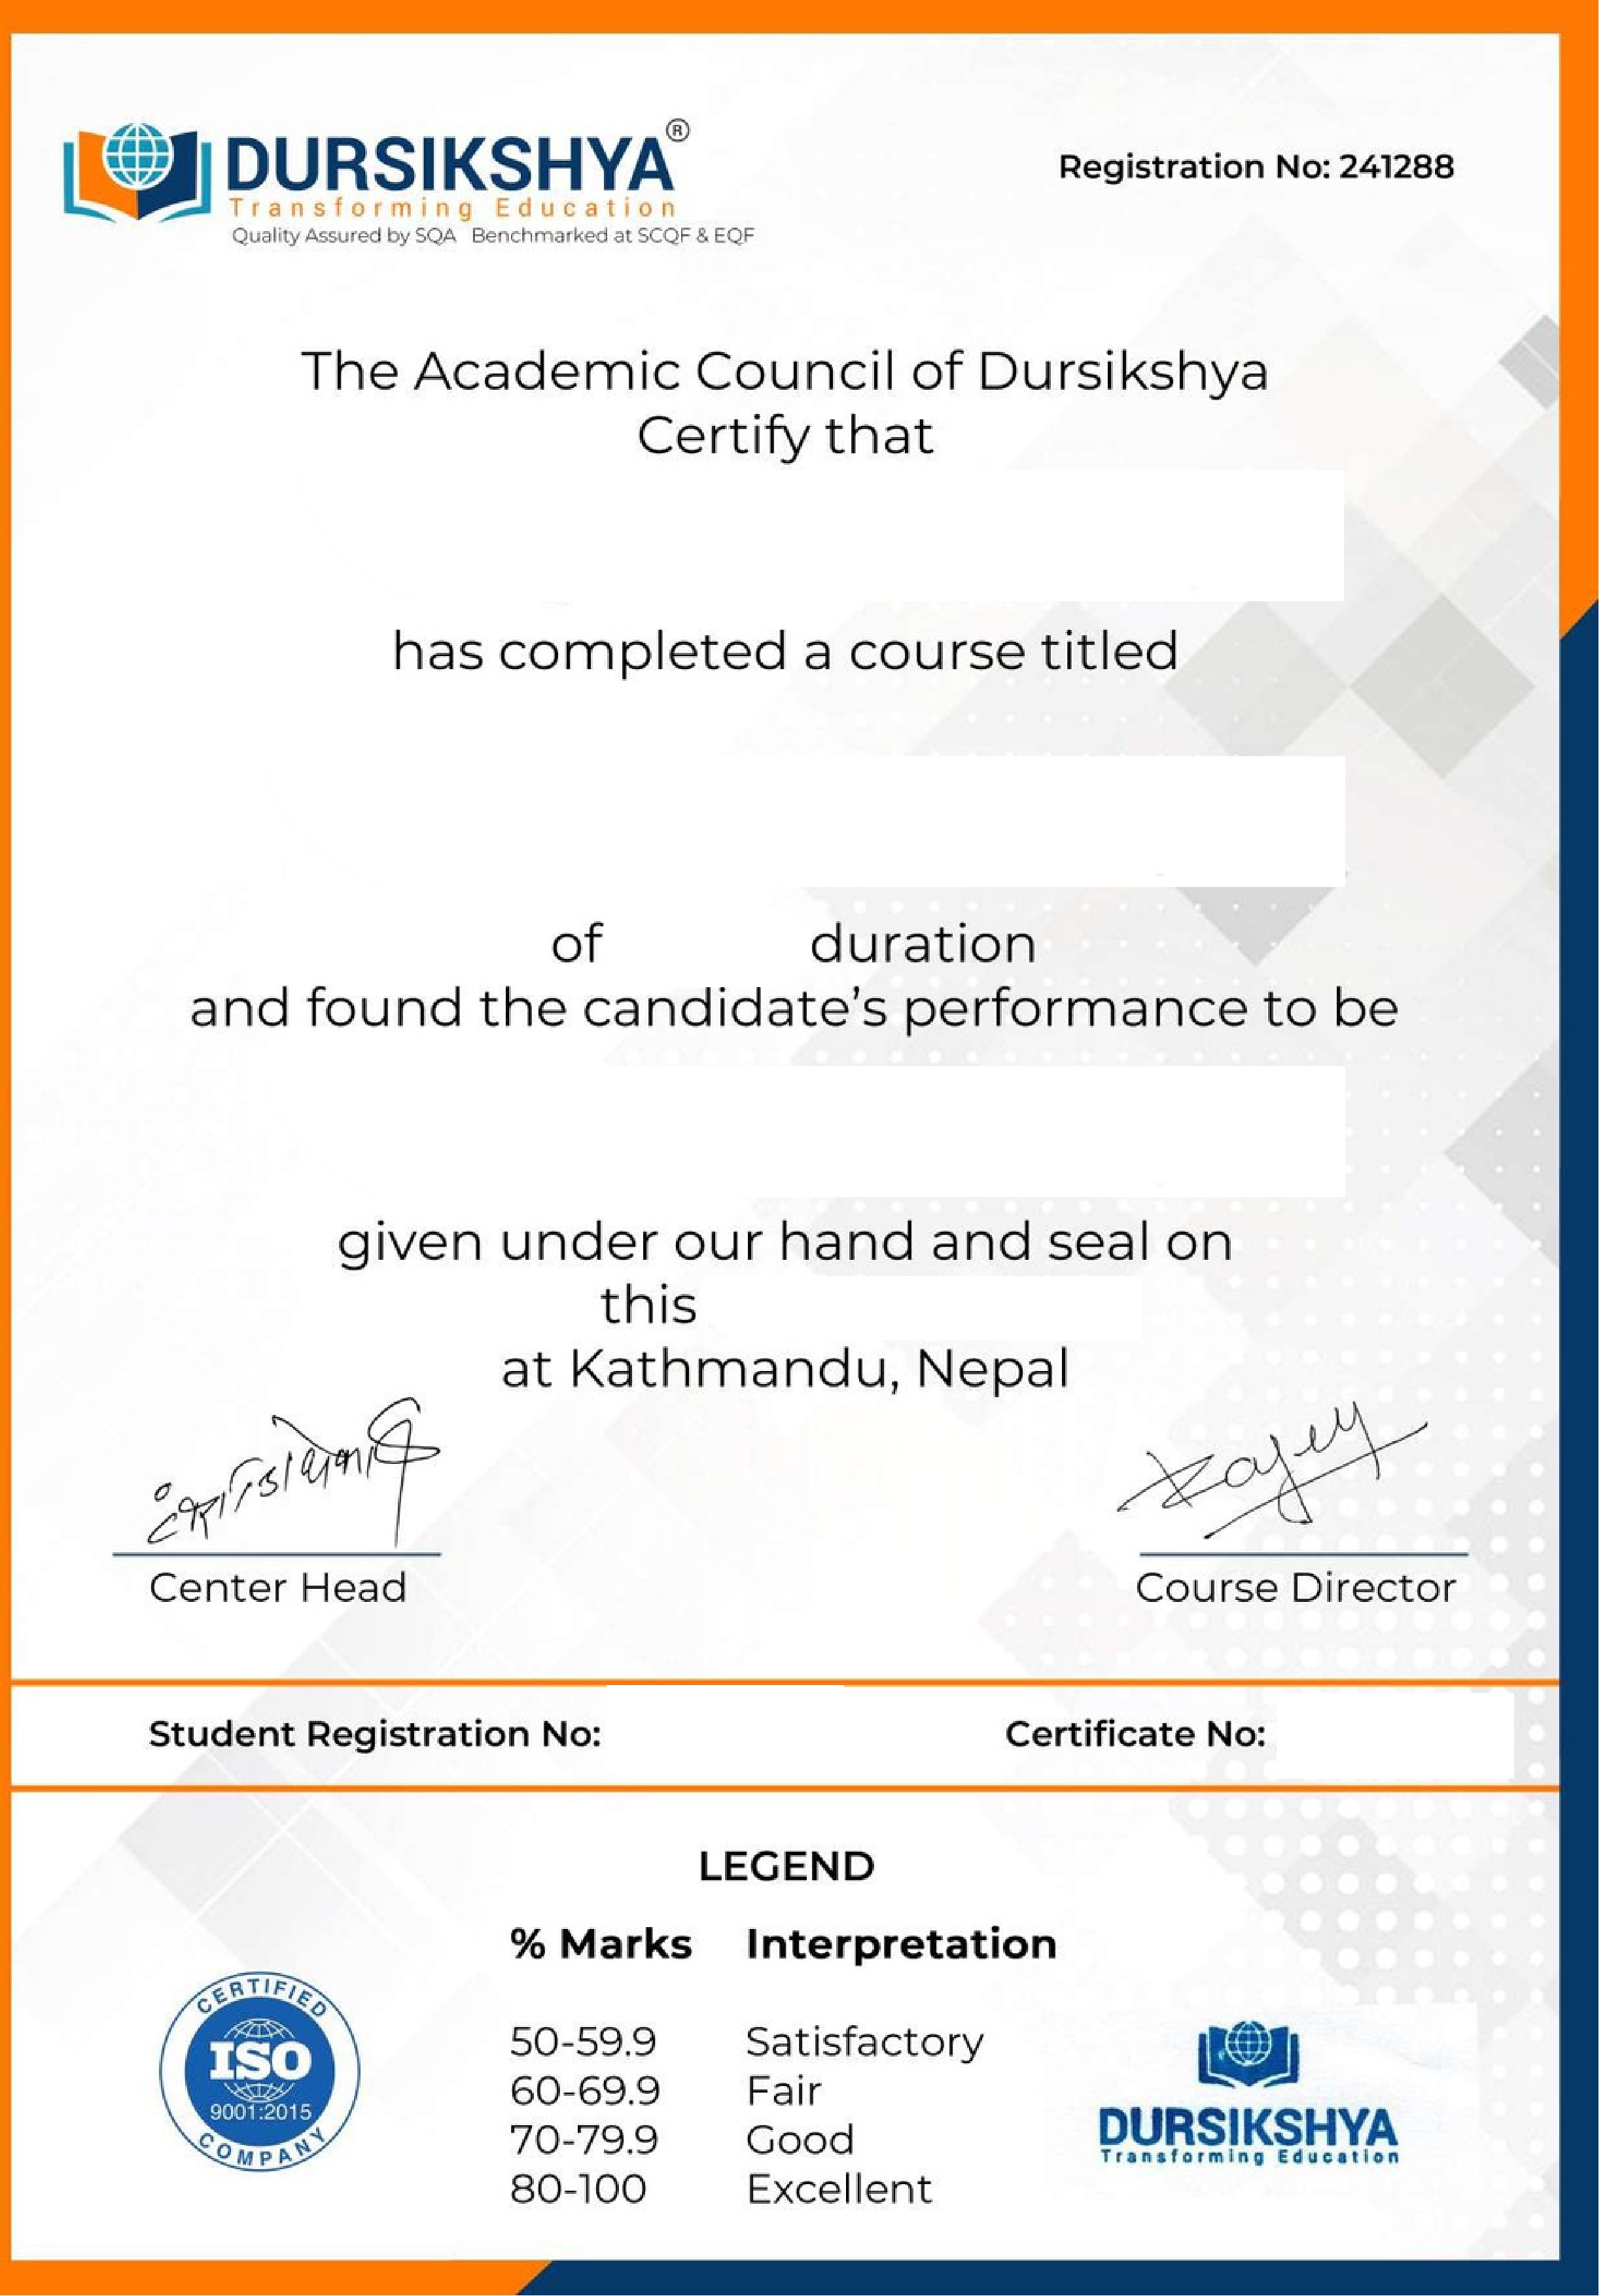 DURSIKSHYA®
Transforming Education
Quality Assured by SQA Benchmarked at SCQF & EQF
Registration No: 241288
The Academic Council of Dursikshya
Certify that
has completed a course titled
of duration
and found the candidate’s performance to be
given under our hand and seal on
this
at Kathmandu, Nepal
Center Head
Course Director
Student Registration No:
Certificate No:
LEGEND
% Marks Interpretation
50-59.9 Satisfactory
60-69.9 Fair
70-79.9 Good
80-100 Excellent
CERTIFIED
ISO
9001:2015
COMPANY
DURSIKSHYA
Transforming Education